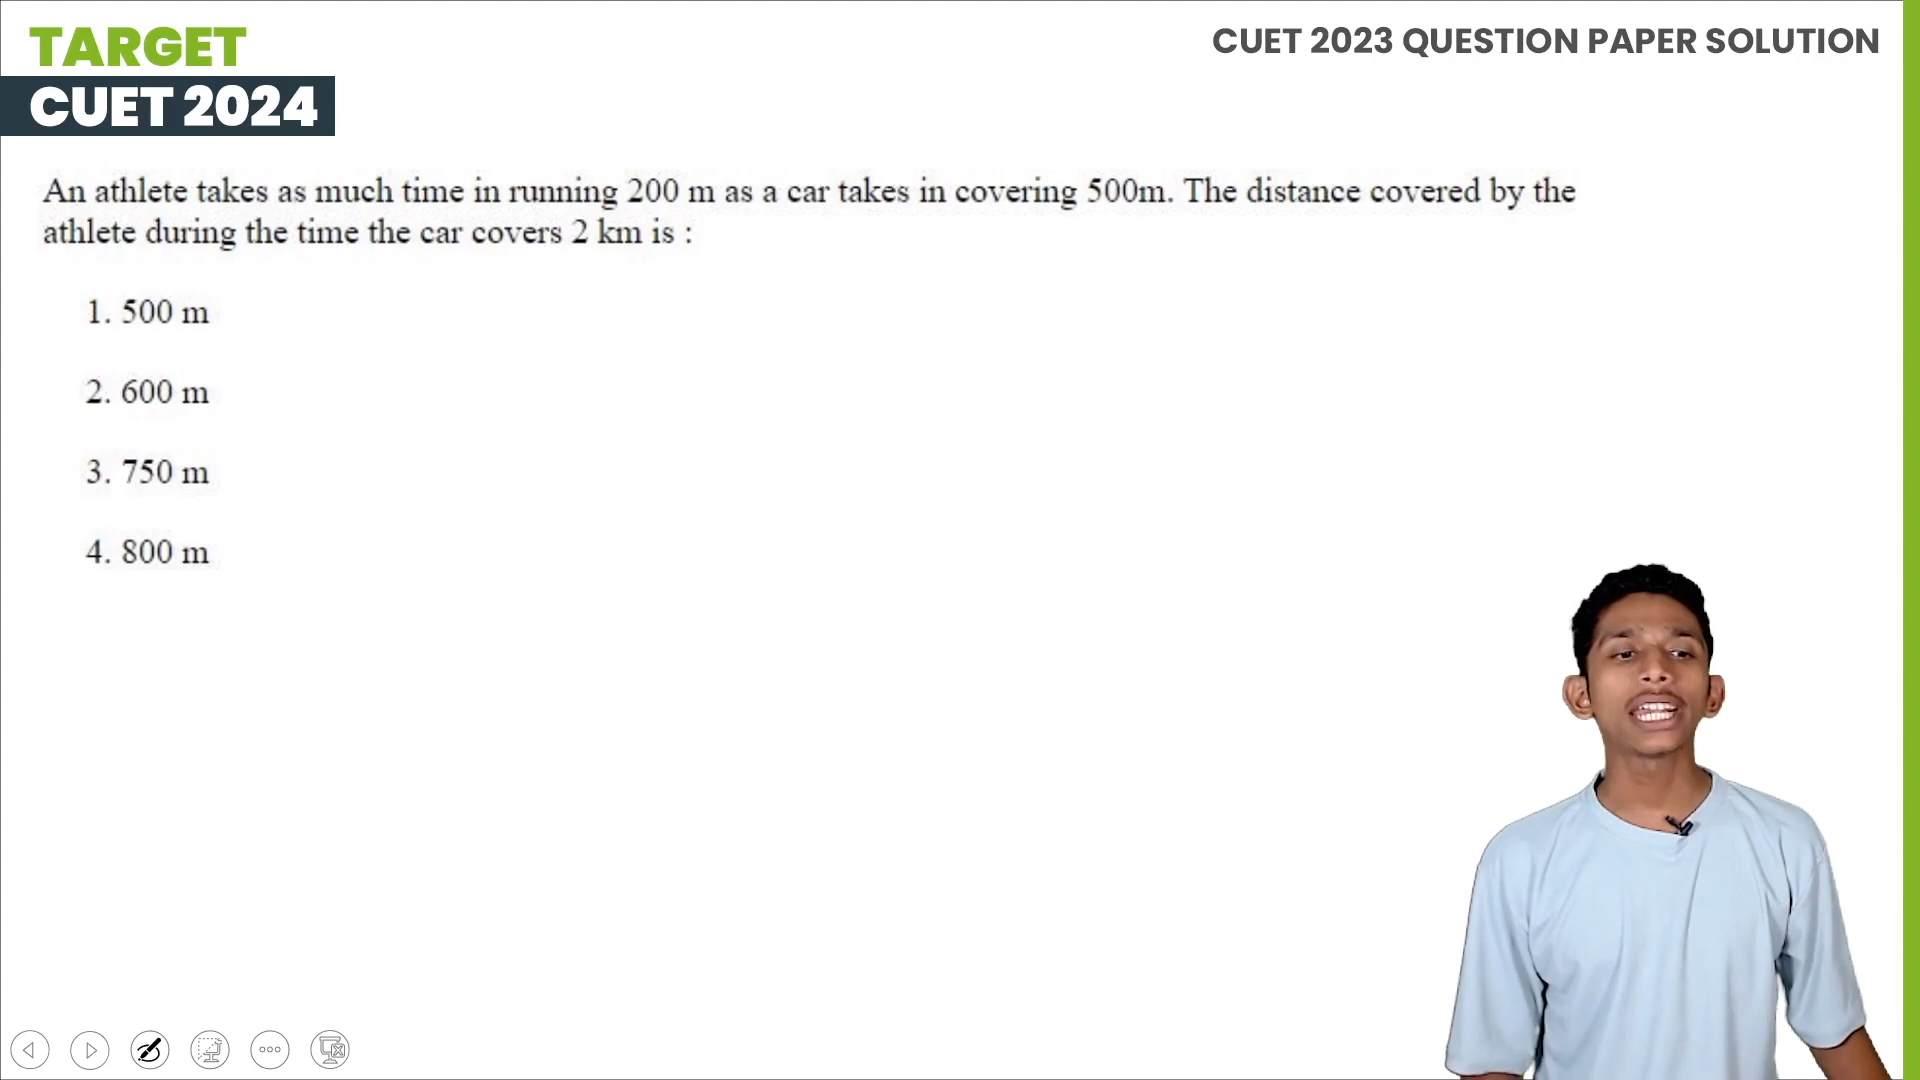 TARGET
CUET 2024
CUET 2023 QUESTION PAPER SOLUTION
An athlete takes as much time in running 200 m as a car takes in covering 500m. The distance covered by the
athlete during the time the car covers 2 km is :
1. 500 m
2. 600 m
3. 750 m
4. 800 m